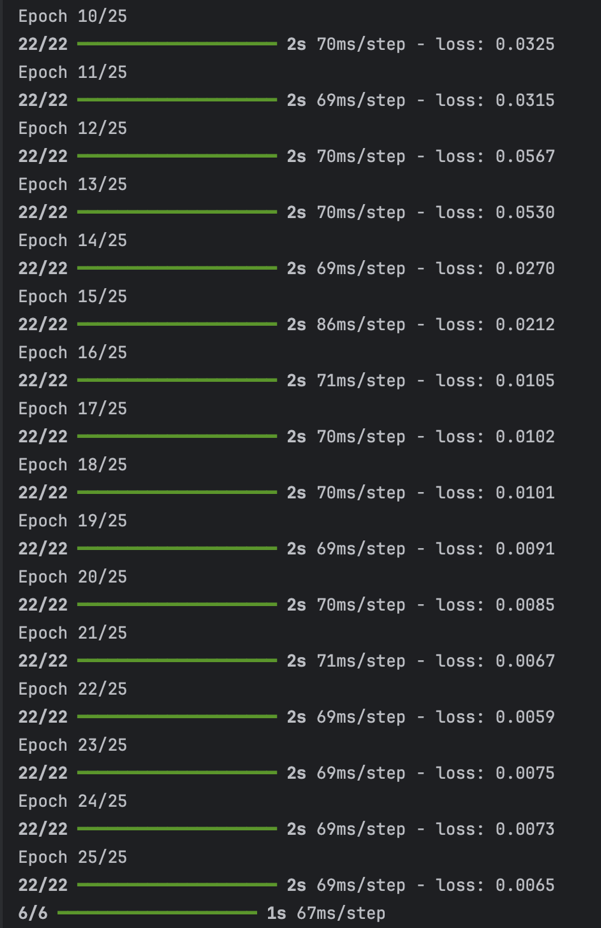 Epoch 10/25
22/22 ━━━━━━━━━━━━━━━━━━━━ 2s 70ms/step - loss: 0.0325
Epoch 11/25
22/22 ━━━━━━━━━━━━━━━━━━━━ 2s 69ms/step - loss: 0.0315
Epoch 12/25
22/22 ━━━━━━━━━━━━━━━━━━━━ 2s 70ms/step - loss: 0.0567
Epoch 13/25
22/22 ━━━━━━━━━━━━━━━━━━━━ 2s 70ms/step - loss: 0.0530
Epoch 14/25
22/22 ━━━━━━━━━━━━━━━━━━━━ 2s 69ms/step - loss: 0.0270
Epoch 15/25
22/22 ━━━━━━━━━━━━━━━━━━━━ 2s 86ms/step - loss: 0.0212
Epoch 16/25
22/22 ━━━━━━━━━━━━━━━━━━━━ 2s 71ms/step - loss: 0.0105
Epoch 17/25
22/22 ━━━━━━━━━━━━━━━━━━━━ 2s 70ms/step - loss: 0.0102
Epoch 18/25
22/22 ━━━━━━━━━━━━━━━━━━━━ 2s 70ms/step - loss: 0.0101
Epoch 19/25
22/22 ━━━━━━━━━━━━━━━━━━━━ 2s 69ms/step - loss: 0.0091
Epoch 20/25
22/22 ━━━━━━━━━━━━━━━━━━━━ 2s 70ms/step - loss: 0.0085
Epoch 21/25
22/22 ━━━━━━━━━━━━━━━━━━━━ 2s 71ms/step - loss: 0.0067
Epoch 22/25
22/22 ━━━━━━━━━━━━━━━━━━━━ 2s 69ms/step - loss: 0.0059
Epoch 23/25
22/22 ━━━━━━━━━━━━━━━━━━━━ 2s 69ms/step - loss: 0.0075
Epoch 24/25
22/22 ━━━━━━━━━━━━━━━━━━━━ 2s 69ms/step - loss: 0.0073
Epoch 25/25
22/22 ━━━━━━━━━━━━━━━━━━━━ 2s 69ms/step - loss: 0.0065
6/6 ━━━━━━━━━━━━━━━━━━━━ 1s 67ms/step